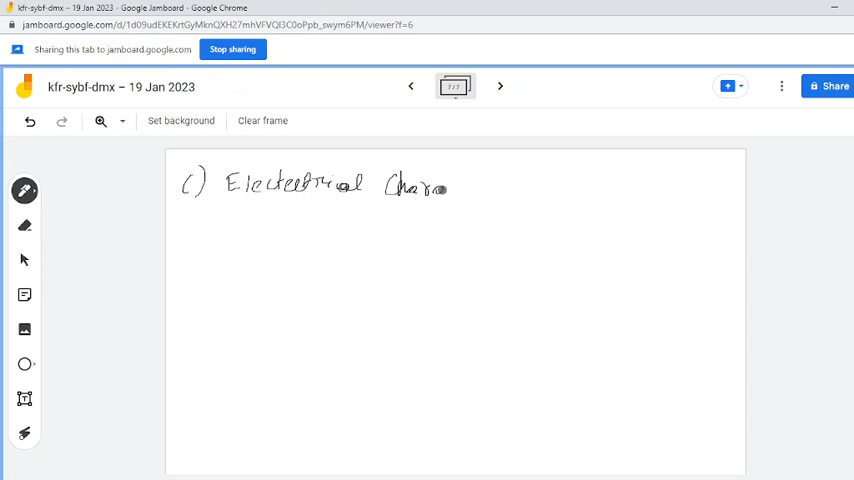 kfr-sybf-dmx – 19 Jan 2023 - Google Jamboard - Google Chrome
jamboard.google.com/d/1d09udEKEKrtGyMknQXH27mhVFVQI3C0oPpb_swym6PM/viewer?f=6
Sharing this tab to jamboard.google.com Stop sharing
kfr-sybf-dmx – 19 Jan 2023 7 / 7 Share
Set background Clear frame
C) Electectrical Chara